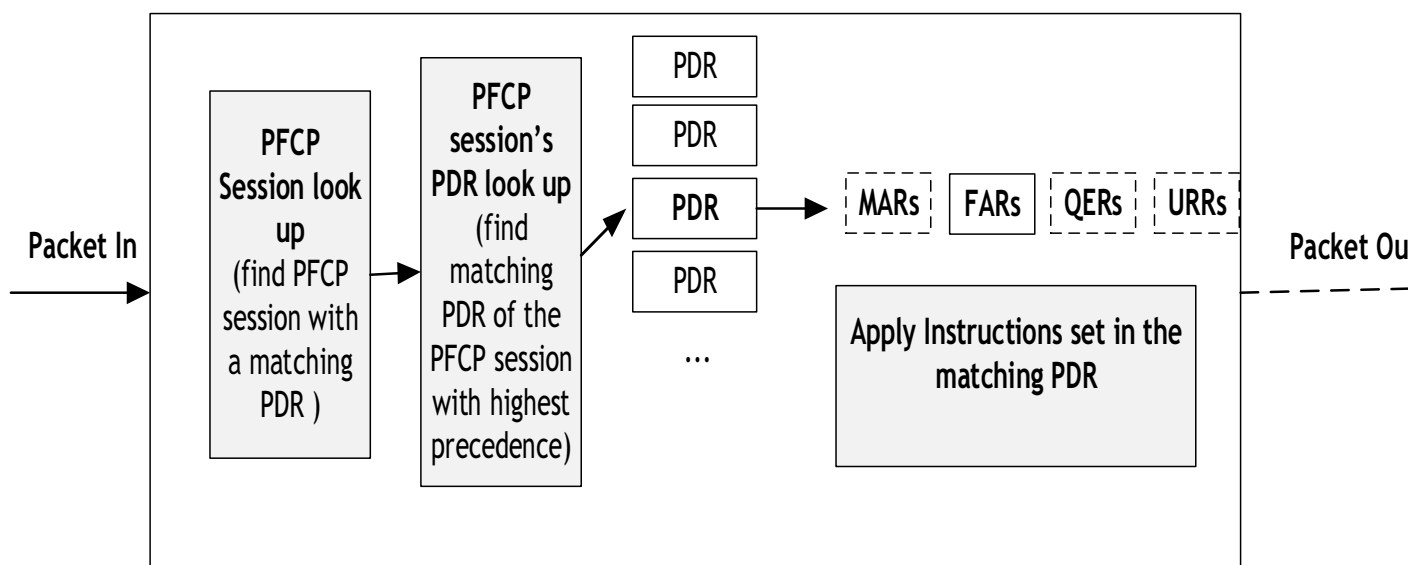 Packet In
PFCP
Session look
up
(find PFCP
session with
a matching
PDR )
PFCP
session’s
PDR look up
(find
matching
PDR of the
PFCP session
with highest
precedence)
PDR
PDR
PDR
PDR
...
MARs FARs QERs URRs
Apply Instructions set in the
matching PDR
Packet Ou